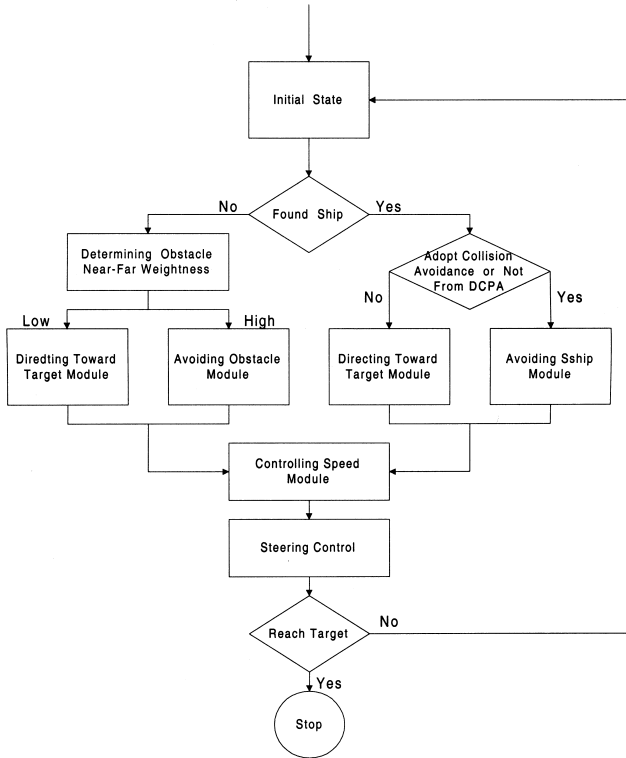 Initial State
No
Found Ship
Yes
Determining Obstacle
Near-Far Weightness
Adopt Collision
Avoidance or Not
From DCPA
No
Yes
Low
High
Directing Toward
Target Module
Avoiding Obstacle
Module
Directing Toward
Target Module
Avoiding Sship
Module
Controlling Speed
Module
Steering Control
Reach Target
No
Yes
Stop